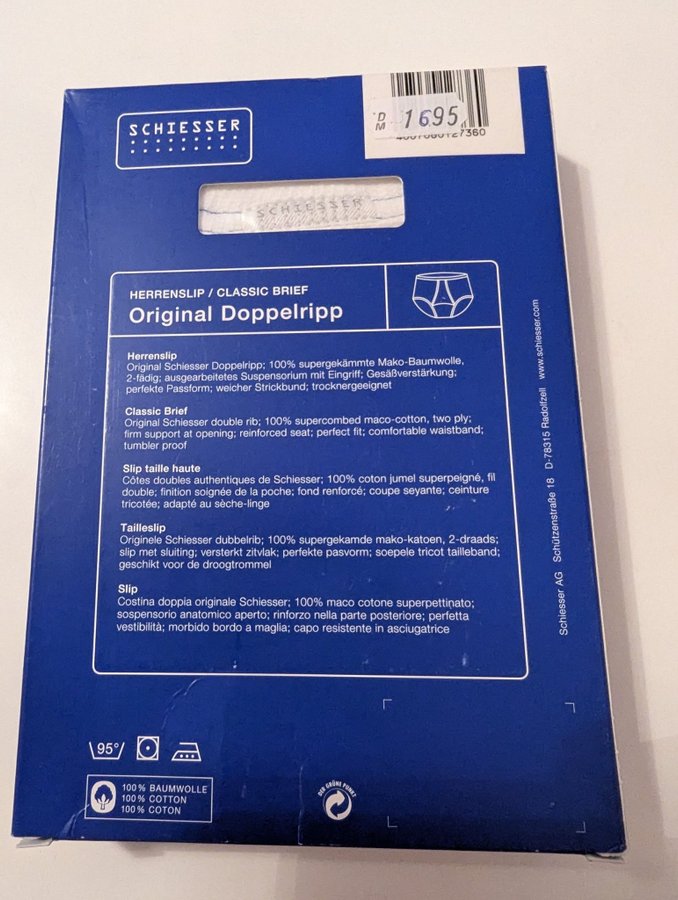 SCHIESSER
DM 1695
SCHIESSER
HERRENSLIP / CLASSIC BRIEF
Original Doppelripp
Herrenslip
Original Schiesser Doppelripp; 100% supergekämmte Mako-Baumwolle,
2-fädig; ausgearbeitetes Suspensorium mit Eingriff; Gesäßverstärkung;
perfekte Passform; weicher Strickbund; trocknergeeignet
Classic Brief
Original Schiesser double rib; 100% supercombed maco-cotton, two ply;
firm support at opening; reinforced seat; perfect fit; comfortable waistband;
tumbler proof
Slip taille haute
Côtes doubles authentiques de Schiesser; 100% coton jumel superpeigné, fil
double; finition soignée de la poche; fond renforcé; coupe seyante; ceinture
tricotée; adapté au sèche-linge
Tailleslip
Originele Schiesser dubbelrib; 100% supergekamde mako-katoen, 2-draads;
slip met sluiting; versterkt zitvlak; perfekte pasvorm; soepele tricot tailleband;
geschikt voor de droogtrommel
Slip
Costina doppia originale Schiesser; 100% maco cotone superpettinato;
sospensorio anatomico aperto; rinforzo nella parte posteriore; perfetta
vestibilità; morbido bordo a maglia; capo resistente in asciugatrice
Schiesser AG Schützenstraße 18 D-78315 Radolfzell www.schiesser.com
95°
100% BAUMWOLLE
100% COTTON
100% COTON
DER GRÜNE PUNKT